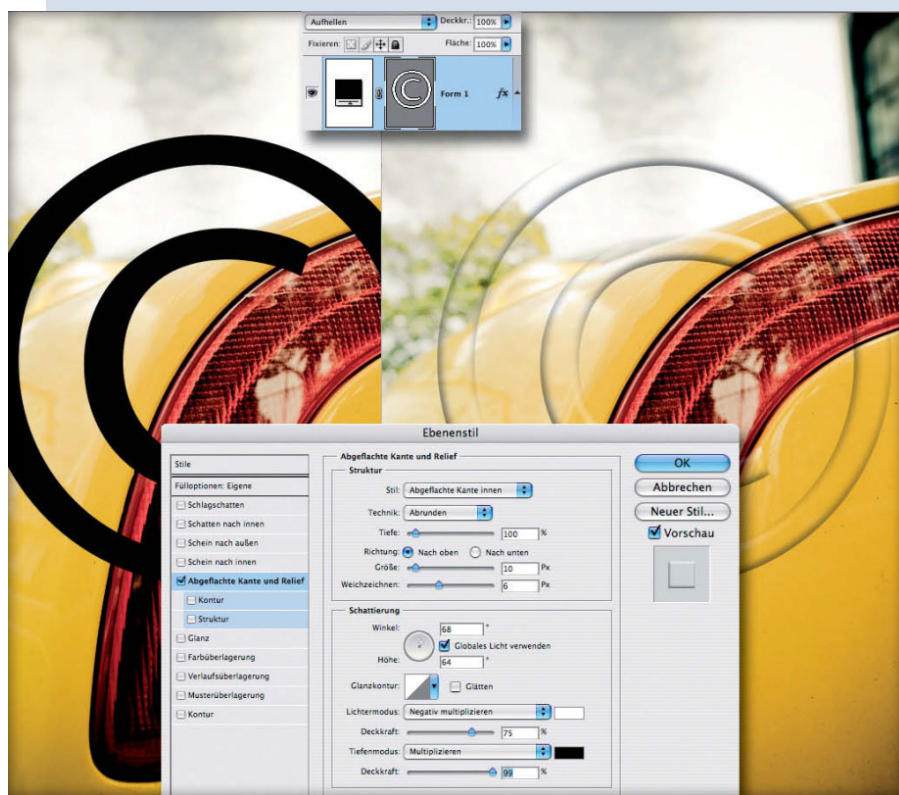 Aufhellen Deckkr.: 100%
Fixieren: Fläche: 100%
Form 1 fx
Ebenenstil
Stile
Fülloptionen: Eigene
Schlagschatten
Schatten nach innen
Schein nach außen
Schein nach innen
Abgeflachte Kante und Relief
Kontur
Struktur
Glanz
Farbüberlagerung
Verlaufsüberlagerung
Musterüberlagerung
Kontur
Abgeflachte Kante und Relief
Struktur
Stil: Abgeflachte Kante innen
Technik: Abrunden
Tiefe: 100 %
Richtung: Nach oben Nach unten
Größe: 10 Px
Weichzeichnen: 6 Px
Schattierung
Winkel: 68 °
Globales Licht verwenden
Höhe: 64 °
Glanzkontur: Glätten
Lichtermodus: Negativ multiplizieren
Deckkraft: 75 %
Tiefenmodus: Multiplizieren
Deckkraft: 99 %
OK
Abbrechen
Neuer Stil...
Vorschau